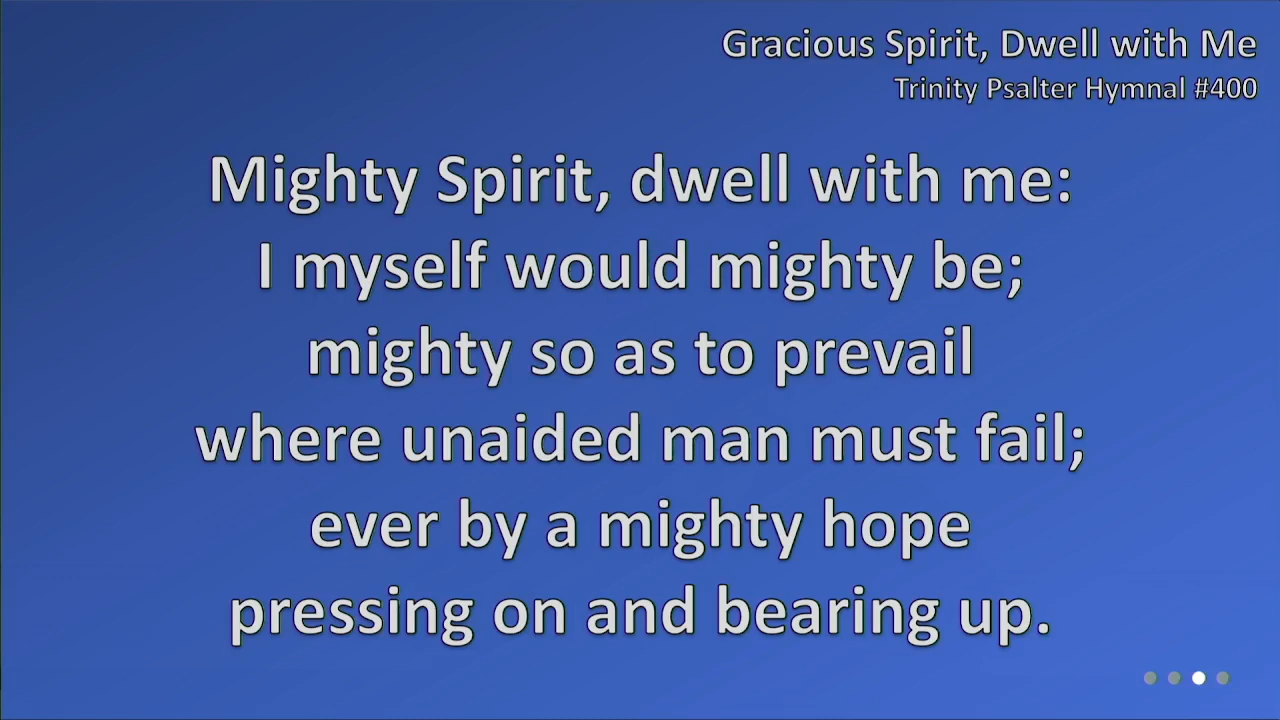 Gracious Spirit, Dwell with Me
Trinity Psalter Hymnal #400
Mighty Spirit, dwell with me:
I myself would mighty be;
mighty so as to prevail
where unaided man must fail;
ever by a mighty hope
pressing on and bearing up.